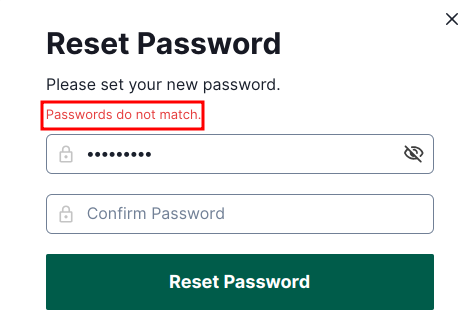 Reset Password
Please set your new password.
Passwords do not match.
•••••••••
Confirm Password
Reset Password